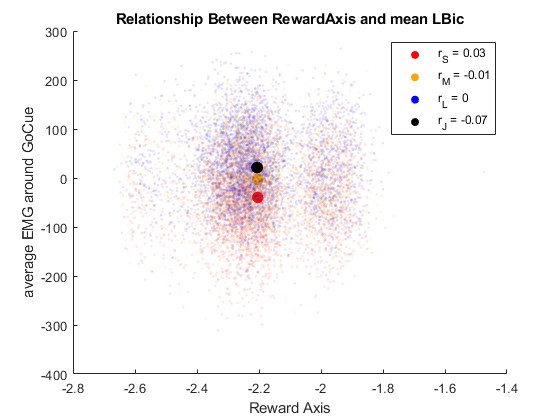 Relationship Between RewardAxis and mean LBic
300
200
100
0
-100
-200
-300
-400
average EMG around GoCue
r_S = 0.03
r_M = -0.01
r_L = 0
r_J = -0.07
-2.8 -2.6 -2.4 -2.2 -2 -1.8 -1.6 -1.4
Reward Axis